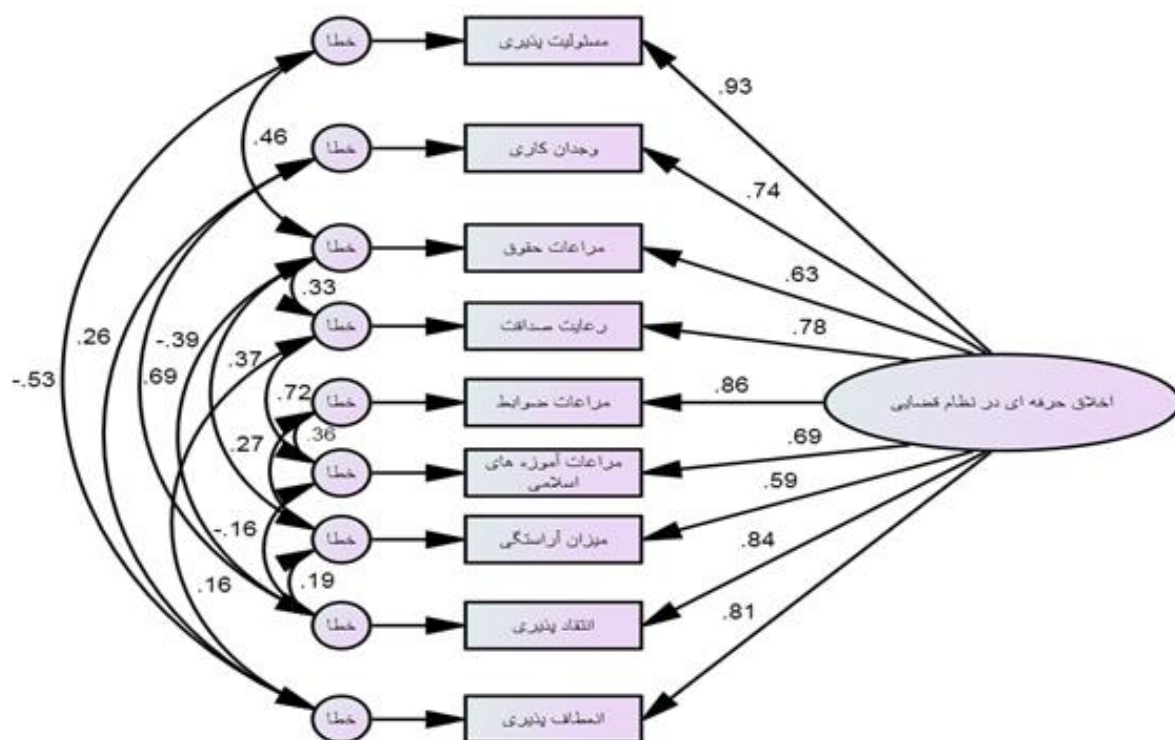 خطا
مسئولیت پذیری
.93
.46
خطا
وجدان کاری
.74
خطا
مراعات حقوق
.63
.33
خطا
رعایت صداقت
.78
-.53
.26
-.39
.69
.37
.72
خطا
مراعات ضوابط
.86
اخلاق حرفه ای در نظام قضایی
.36
.27
خطا
مراعات آموزه های
اسلامی
.69
.59
-.16
خطا
میزان آراستگی
.84
.16
.19
خطا
انتقاد پذیری
.81
خطا
انعطاف پذیری